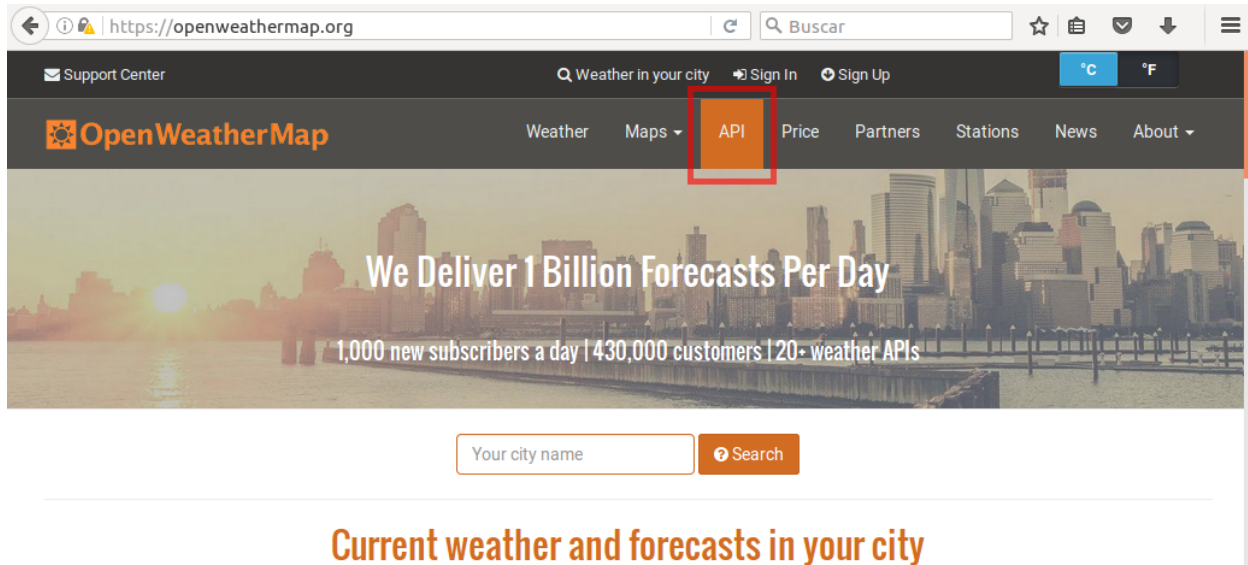 https://openweathermap.org
Buscar
Support Center
Weather in your city
Sign In
Sign Up
°C
°F
OpenWeatherMap
Weather
Maps
API
Price
Partners
Stations
News
About
We Deliver 1 Billion Forecasts Per Day
1,000 new subscribers a day | 430,000 customers | 20+ weather APIs
Your city name
Search
Current weather and forecasts in your city